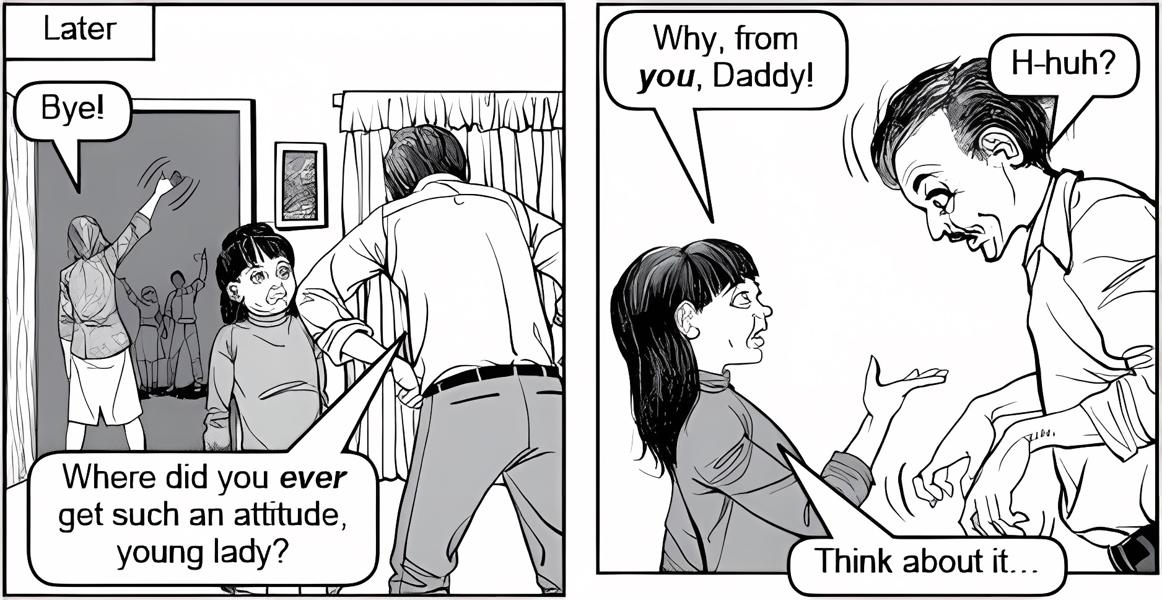 Later
Bye!
Where did you ever
get such an attitude,
young lady?
Why, from
you, Daddy!
H-huh?
Think about it...